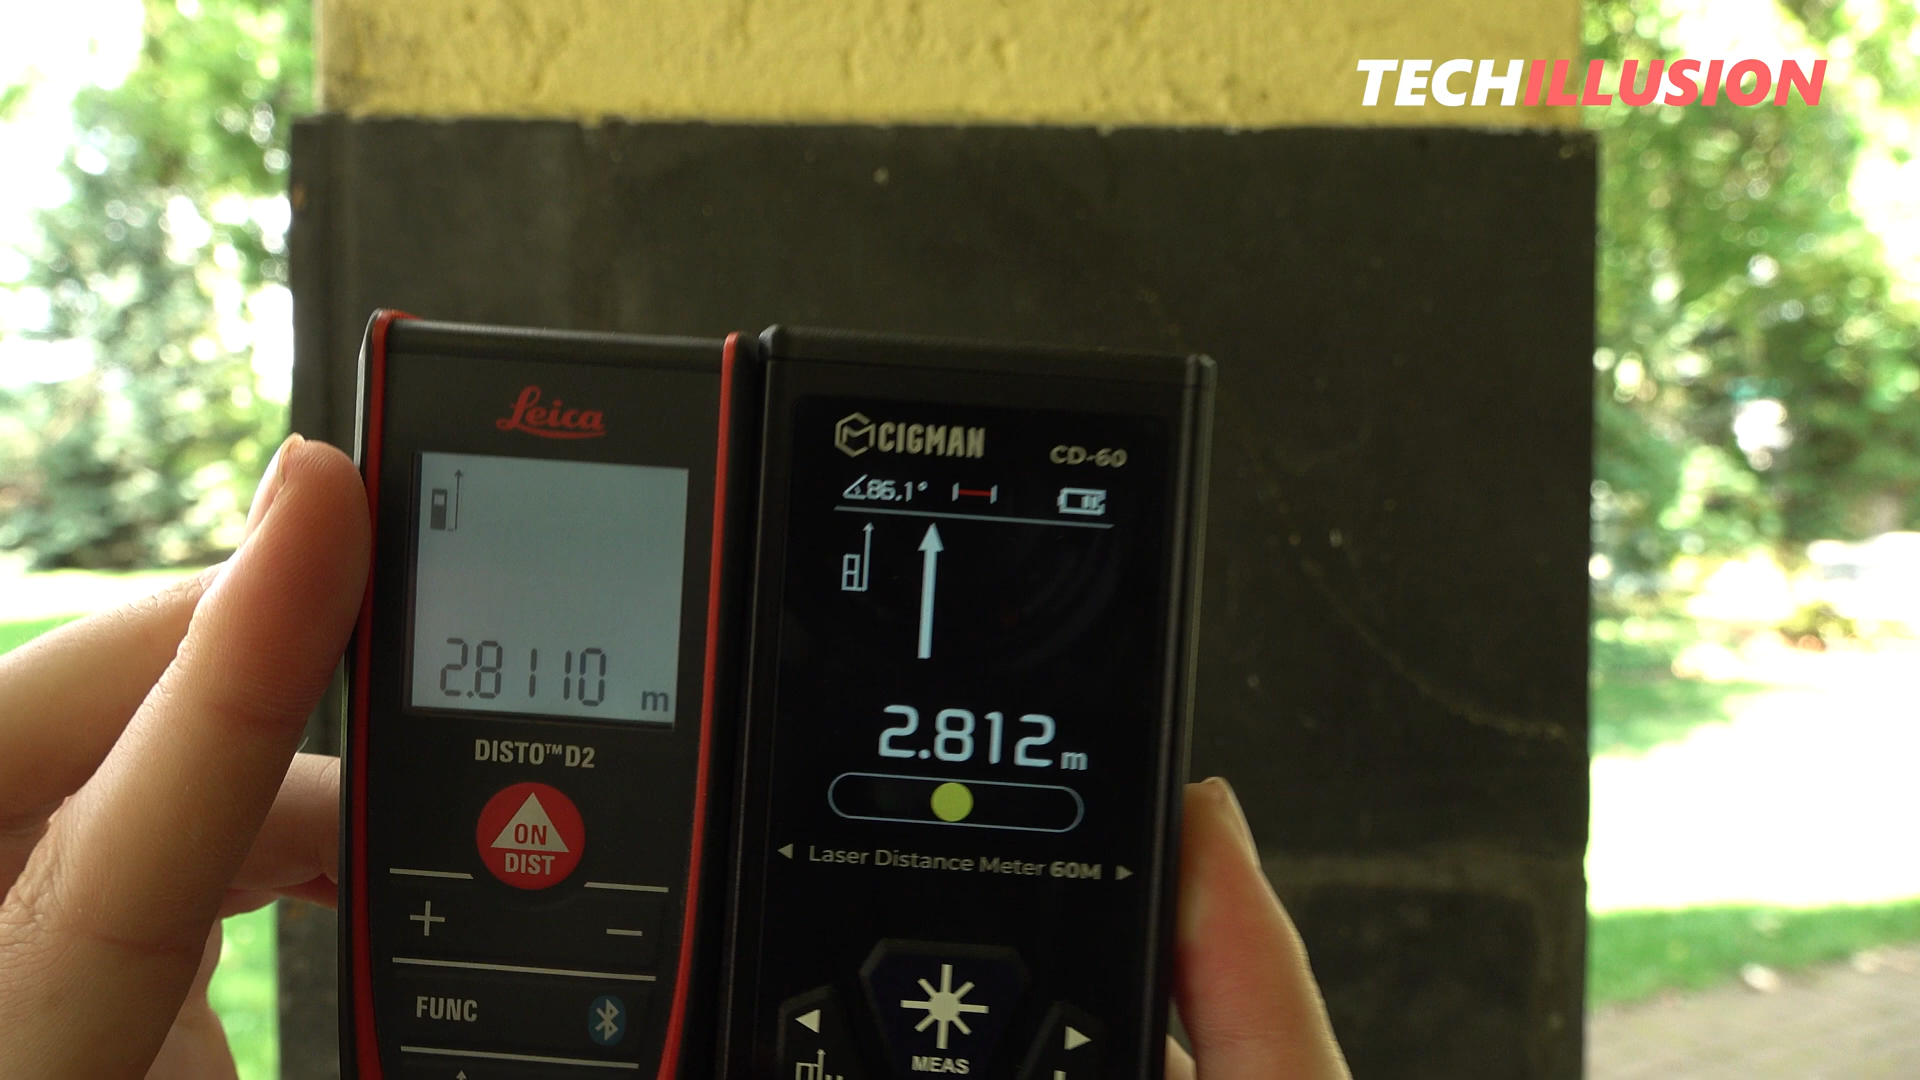 TECHILLUSION
Leica
2.8110 m
DISTO™ D2
ON
DIST
+ −
FUNC
CIGMAN CD-60
86.1°
2.812 m
Laser Distance Meter 60M
MEAS